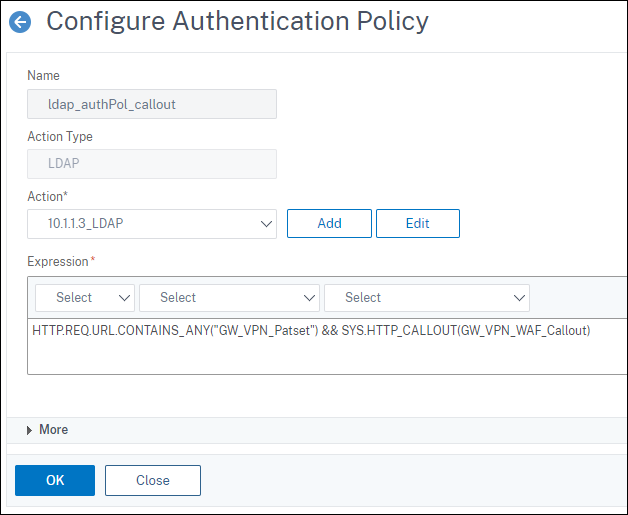 Configure Authentication Policy
Name
ldap_authPol_callout
Action Type
LDAP
Action*
10.1.1.3_LDAP
Add
Edit
Expression*
Select
Select
Select
HTTP.REQ.URL.CONTAINS_ANY("GW_VPN_Patset") && SYS.HTTP_CALLOUT(GW_VPN_WAF_Callout)
More
OK
Close